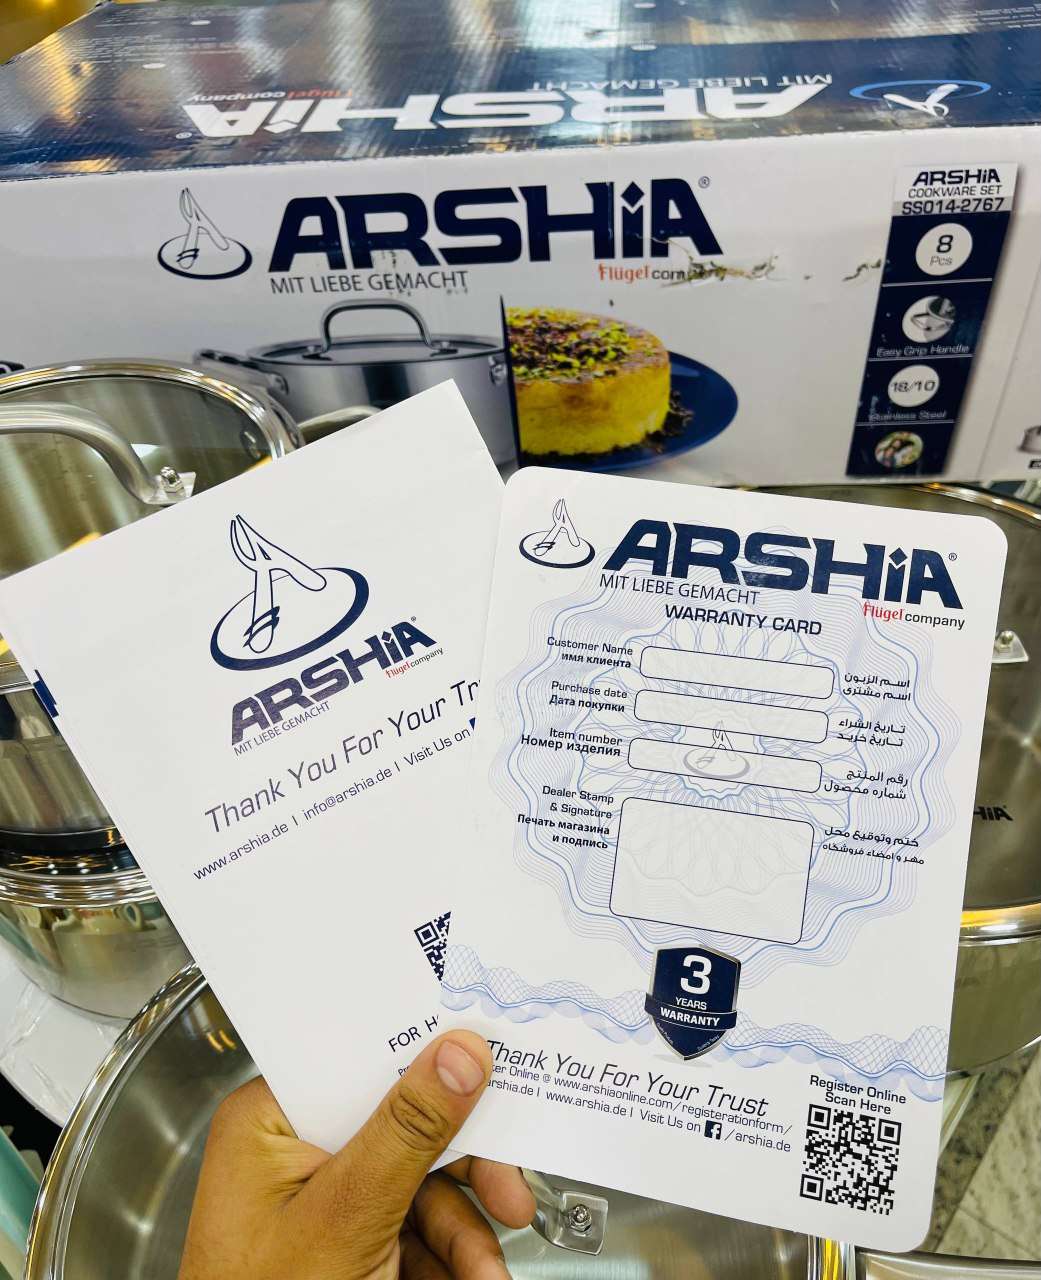 ARSHiA
flügel company
MIT LIEBE GEMACHT
ARSHiA®
MIT LIEBE GEMACHT
flügel company
ARSHiA
COOKWARE SET
SS014-2767
8
Pcs
Easy Grip Handle
18/10
Stainless Steel
ARSHiA®
MIT LIEBE GEMACHT
flügel company
Thank You For Your Tr
www.arshia.de | info@arshia.de | Visit Us on
FOR H
ARSHiA®
MIT LIEBE GEMACHT
flügel company
WARRANTY CARD
Customer Name
имя клиента
اسم الزبون
اسم مشتری
Purchase date
Дата покупки
تاريخ الشراء
تاریخ خرید
Item number
Номер изделия
رقم المنتج
شماره محصول
Dealer Stamp
& Signature
Печать магазина
и подпись
ختم وتوقيع محل
مهر و امضاء فروشگاه
3
YEARS
WARRANTY
Thank You For Your Trust
ter Online @ www.arshiaonline.com/registerationform/
arshia.de | www.arshia.de | Visit Us on /arshia.de
Register Online
Scan Here
HiA